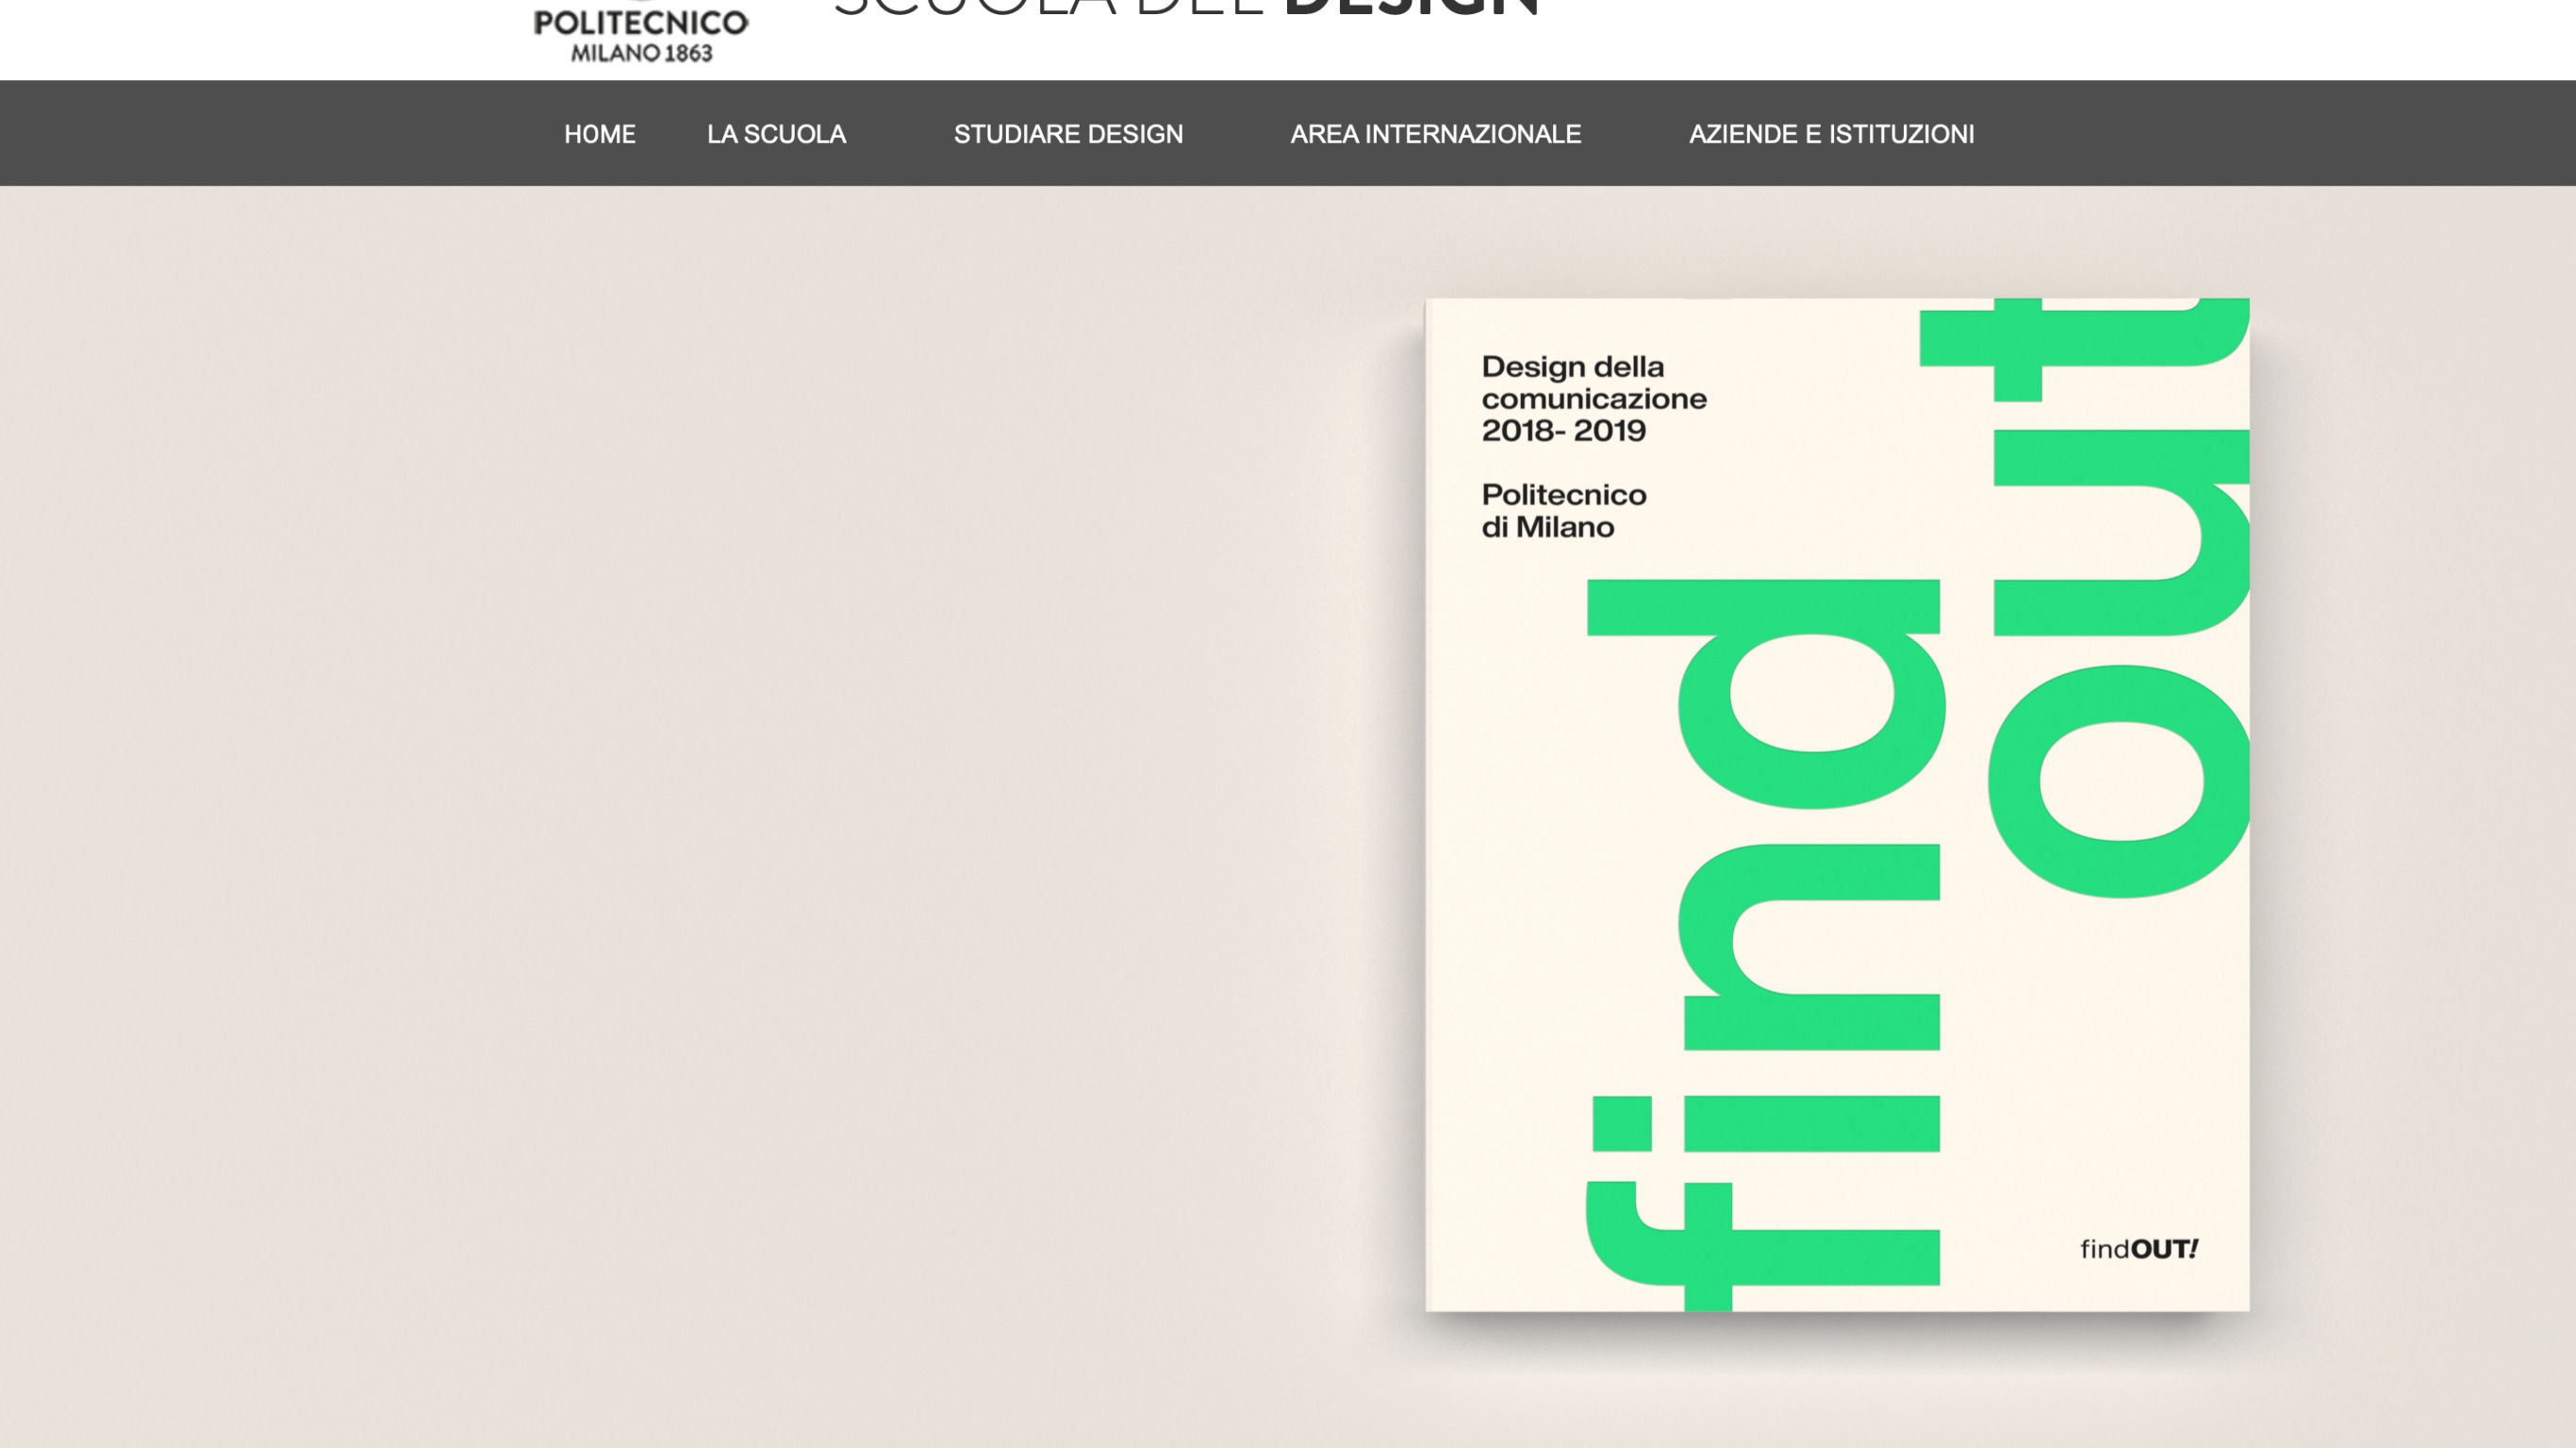 SCUOLA DEL DESIGN
POLITECNICO
MILANO 1863
HOME
LA SCUOLA
STUDIARE DESIGN
AREA INTERNAZIONALE
AZIENDE E ISTITUZIONI
Design della
comunicazione
2018- 2019
Politecnico
di Milano
find
out
findOUT!